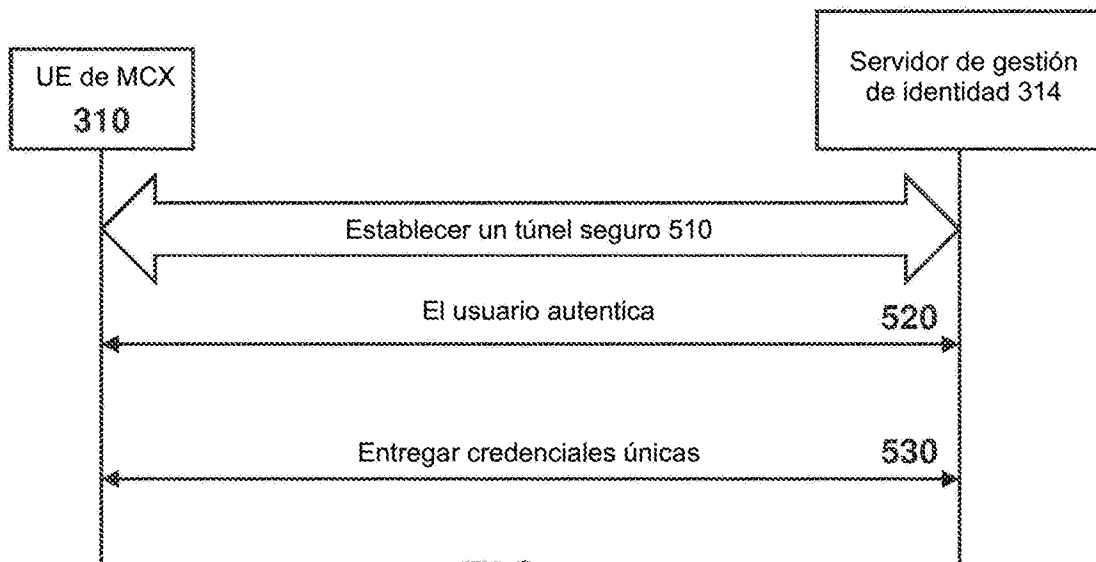 UE de MCX
310
Servidor de gestión
de identidad 314
Establecer un túnel seguro 510
El usuario autentica
520
Entregar credenciales únicas
530